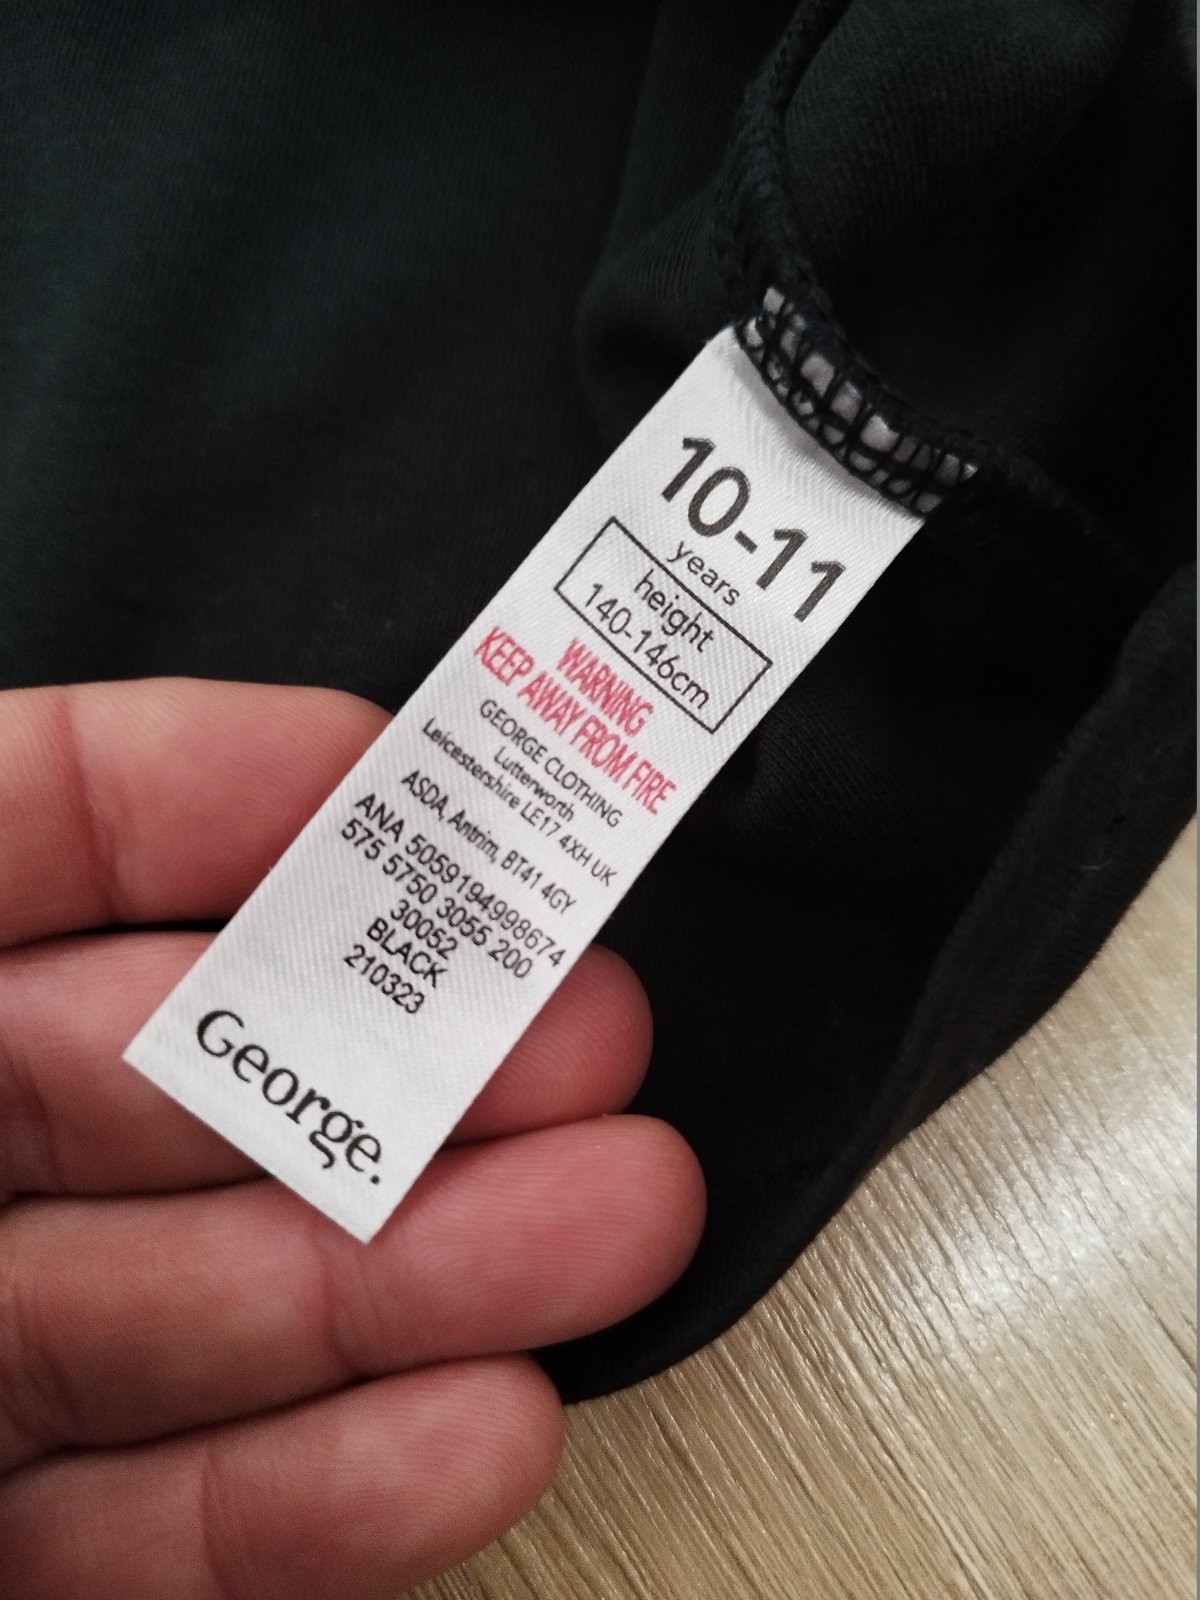 10-11
years
height
140-146cm
WARNING
KEEP AWAY FROM FIRE
GEORGE CLOTHING
Lutterworth
Leicestershire LE17 4XH UK
ASDA, Antrim, BT41 4GY
ANA 5059194998674
575 5750 3055 200
30052
BLACK
210323
George.